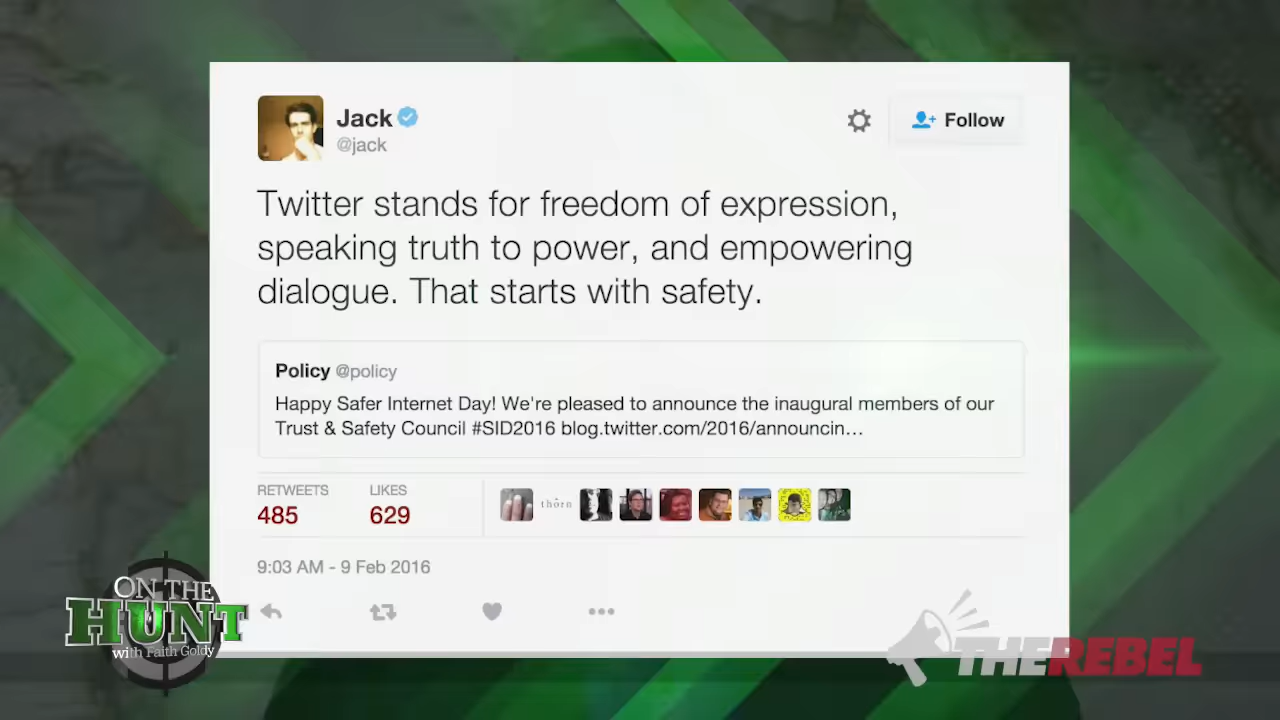 Jack
@jack
Follow
Twitter stands for freedom of expression,
speaking truth to power, and empowering
dialogue. That starts with safety.
Policy @policy
Happy Safer Internet Day! We're pleased to announce the inaugural members of our
Trust & Safety Council #SID2016 blog.twitter.com/2016/announcin…
RETWEETS LIKES
485 629
thorn
9:03 AM - 9 Feb 2016
ON THE
HUNT
with Faith Goldy
THEREBEL